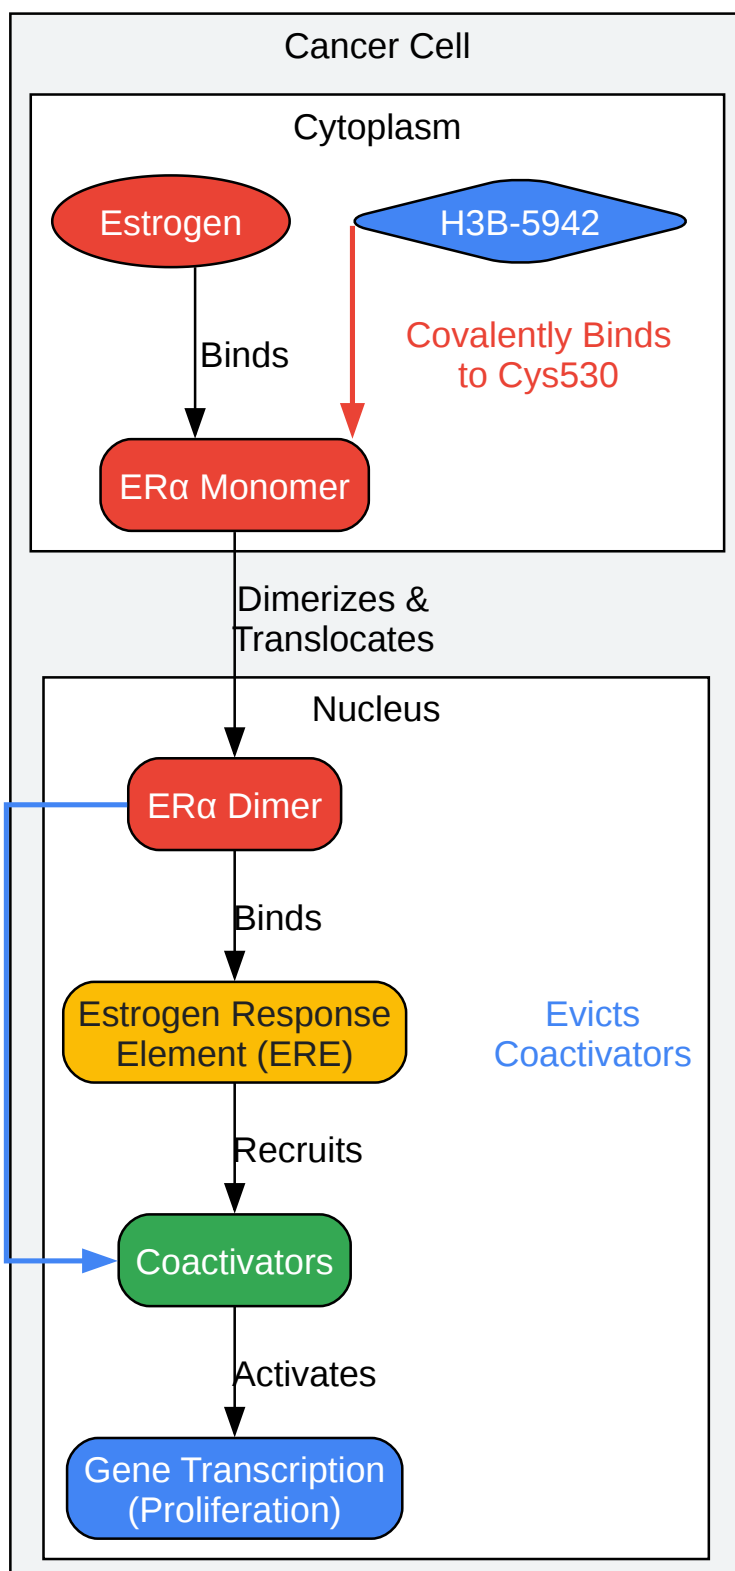 Cancer Cell
Cytoplasm
Estrogen
H3B-5942
Binds
Covalently Binds
to Cys530
ERα Monomer
Dimerizes &
Translocates
Nucleus
ERα Dimer
Binds
Estrogen Response
Element (ERE)
Evicts
Coactivators
Recruits
Coactivators
Activates
Gene Transcription
(Proliferation)